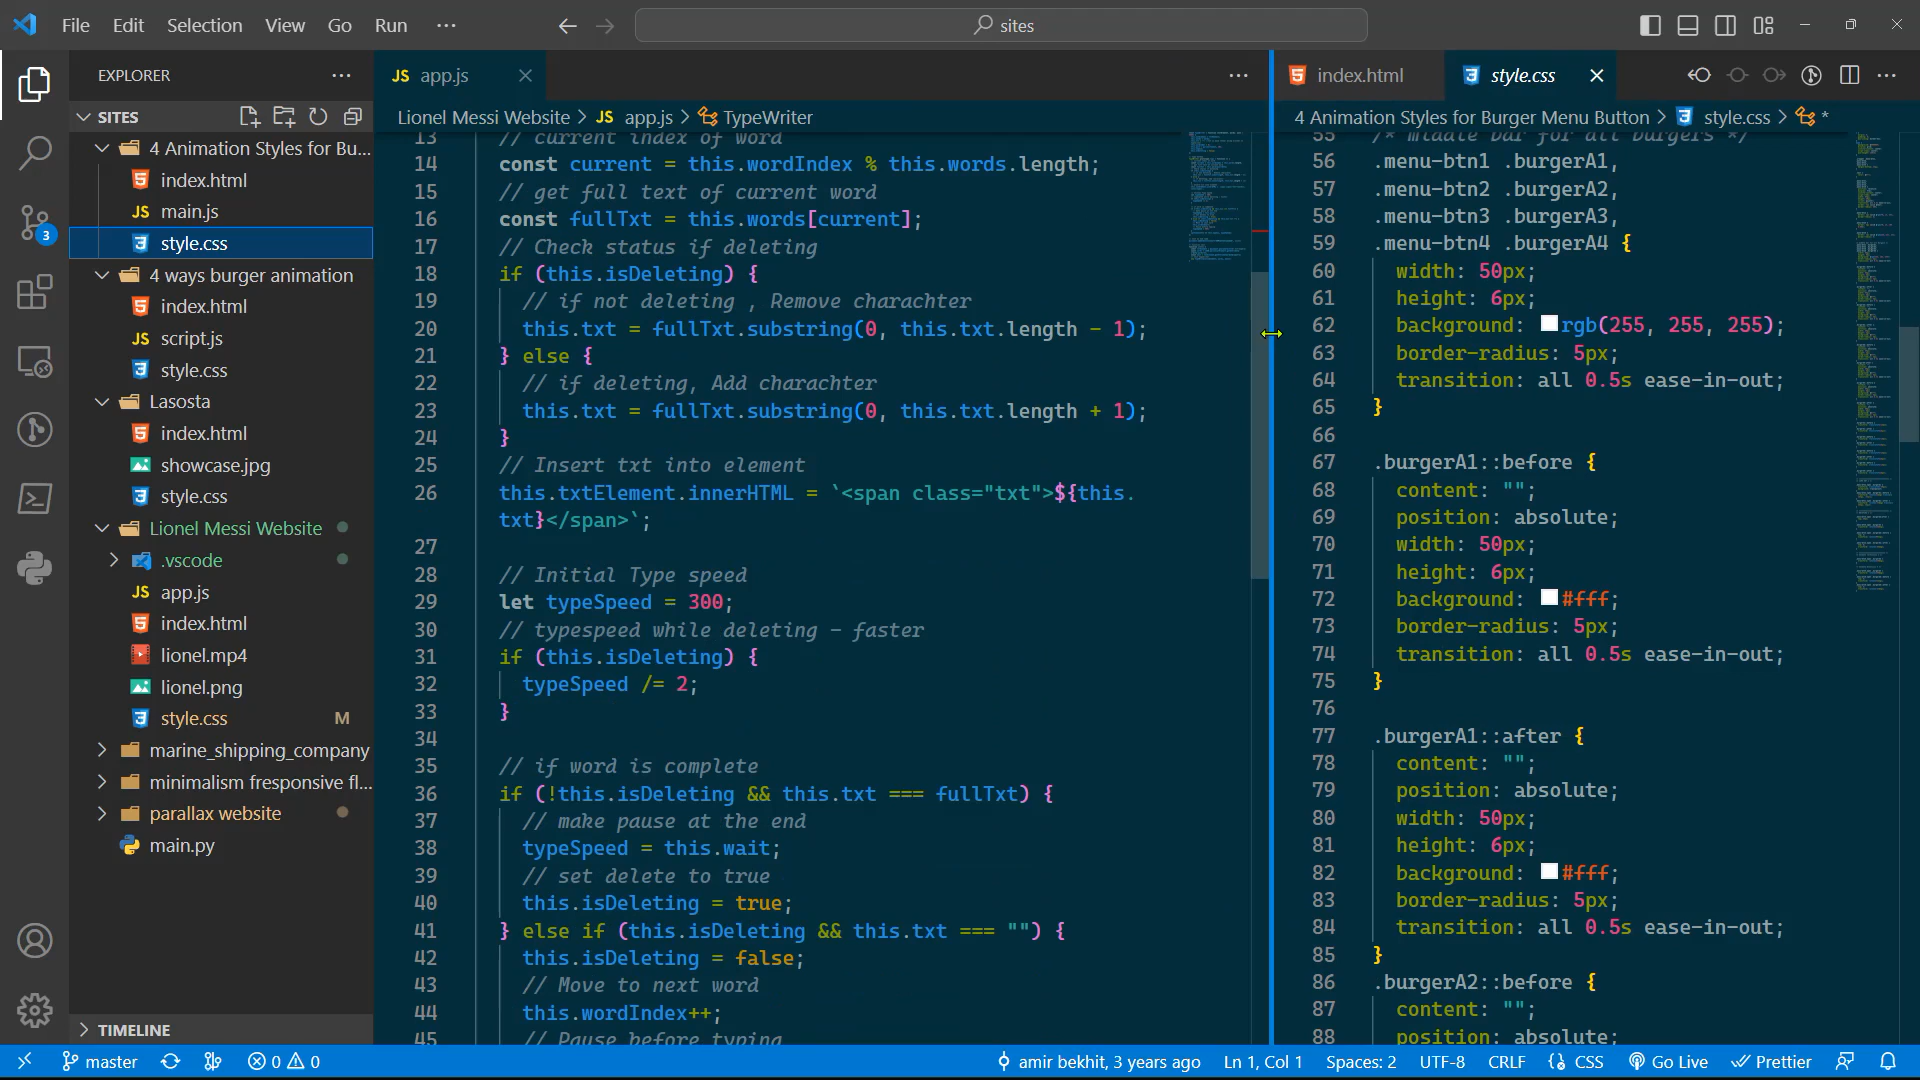 File Edit Selection View Go Run ···
sites
EXPLORER
SITES
4 Animation Styles for Bu...
index.html
main.js
style.css
4 ways burger animation
index.html
script.js
style.css
Lasosta
index.html
showcase.jpg
style.css
Lionel Messi Website
.vscode
app.js
index.html
lionel.mp4
lionel.png
style.css M
marine_shipping_company
minimalism fresponsive fl...
parallax website
main.py
TIMELINE
3
JS app.js
Lionel Messi Website > JS app.js > TypeWriter
13 // current index of word
14 const current = this.wordIndex % this.words.length;
15 // get full text of current word
16 const fullTxt = this.words[current];
17 // Check status if deleting
18 if (this.isDeleting) {
19 // if not deleting , Remove charachter
20 this.txt = fullTxt.substring(0, this.txt.length - 1);
21 } else {
22 // if deleting, Add charachter
23 this.txt = fullTxt.substring(0, this.txt.length + 1);
24 }
25 // Insert txt into element
26 this.txtElement.innerHTML = `<span class="txt">${this.
txt}</span>`;
27
28 // Initial Type speed
29 let typeSpeed = 300;
30 // typespeed while deleting - faster
31 if (this.isDeleting) {
32 typeSpeed /= 2;
33 }
34
35 // if word is complete
36 if (!this.isDeleting && this.txt === fullTxt) {
37 // make pause at the end
38 typeSpeed = this.wait;
39 // set delete to true
40 this.isDeleting = true;
41 } else if (this.isDeleting && this.txt === "") {
42 this.isDeleting = false;
43 // Move to next word
44 this.wordIndex++;
45 // Pause before typing
index.html
style.css
4 Animation Styles for Burger Menu Button > style.css > *
55 /* middle bar for all burgers */
56 .menu-btn1 .burgerA1,
57 .menu-btn2 .burgerA2,
58 .menu-btn3 .burgerA3,
59 .menu-btn4 .burgerA4 {
60 width: 50px;
61 height: 6px;
62 background: rgb(255, 255, 255);
63 border-radius: 5px;
64 transition: all 0.5s ease-in-out;
65 }
66
67 .burgerA1::before {
68 content: "";
69 position: absolute;
70 width: 50px;
71 height: 6px;
72 background: #fff;
73 border-radius: 5px;
74 transition: all 0.5s ease-in-out;
75 }
76
77 .burgerA1::after {
78 content: "";
79 position: absolute;
80 width: 50px;
81 height: 6px;
82 background: #fff;
83 border-radius: 5px;
84 transition: all 0.5s ease-in-out;
85 }
86 .burgerA2::before {
87 content: "";
88 position: absolute;
master 0 0 amir bekhit, 3 years ago Ln 1, Col 1 Spaces: 2 UTF-8 CRLF {} CSS Go Live Prettier